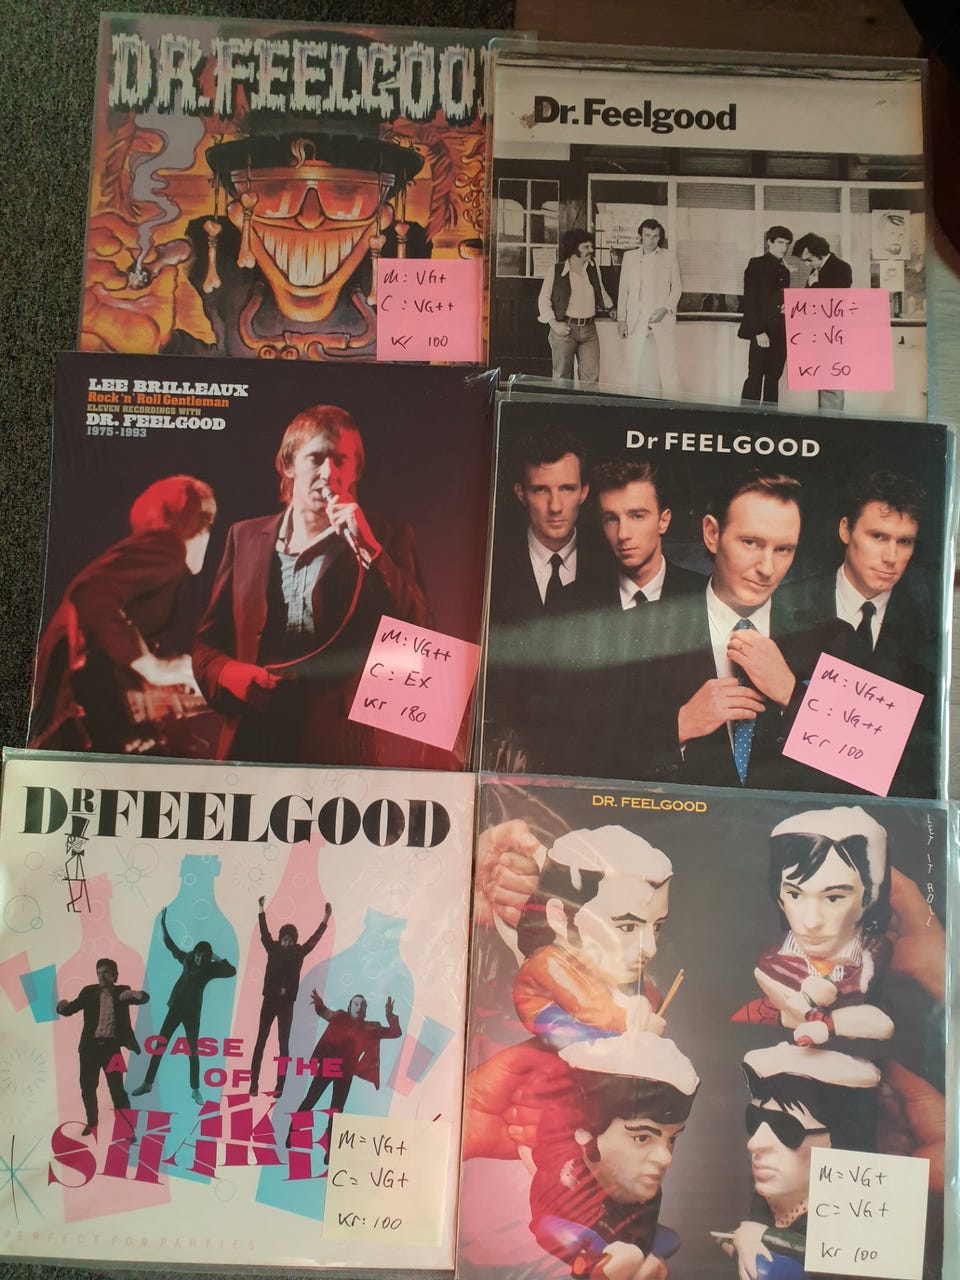 DR. FEELGOOD
M: VG+
C: VG++
Kr 100
Dr. Feelgood
M: VG÷
C: VG
Kr 50
LEE BRILLEAUX
Rock 'n' Roll Gentleman
ELEVEN RECORDINGS WITH
DR. FEELGOOD
1975-1993
M: VG++
C: EX
Kr 180
Dr FEELGOOD
M: VG++
C: VG++
Kr 100
DR FEELGOOD
A CASE
OF THE
SHAKE
PERFECT FOR PARTIES
M= VG+
C= VG+
Kr: 100
DR. FEELGOOD
LET IT ROLL
M= VG+
C= VG+
Kr 100